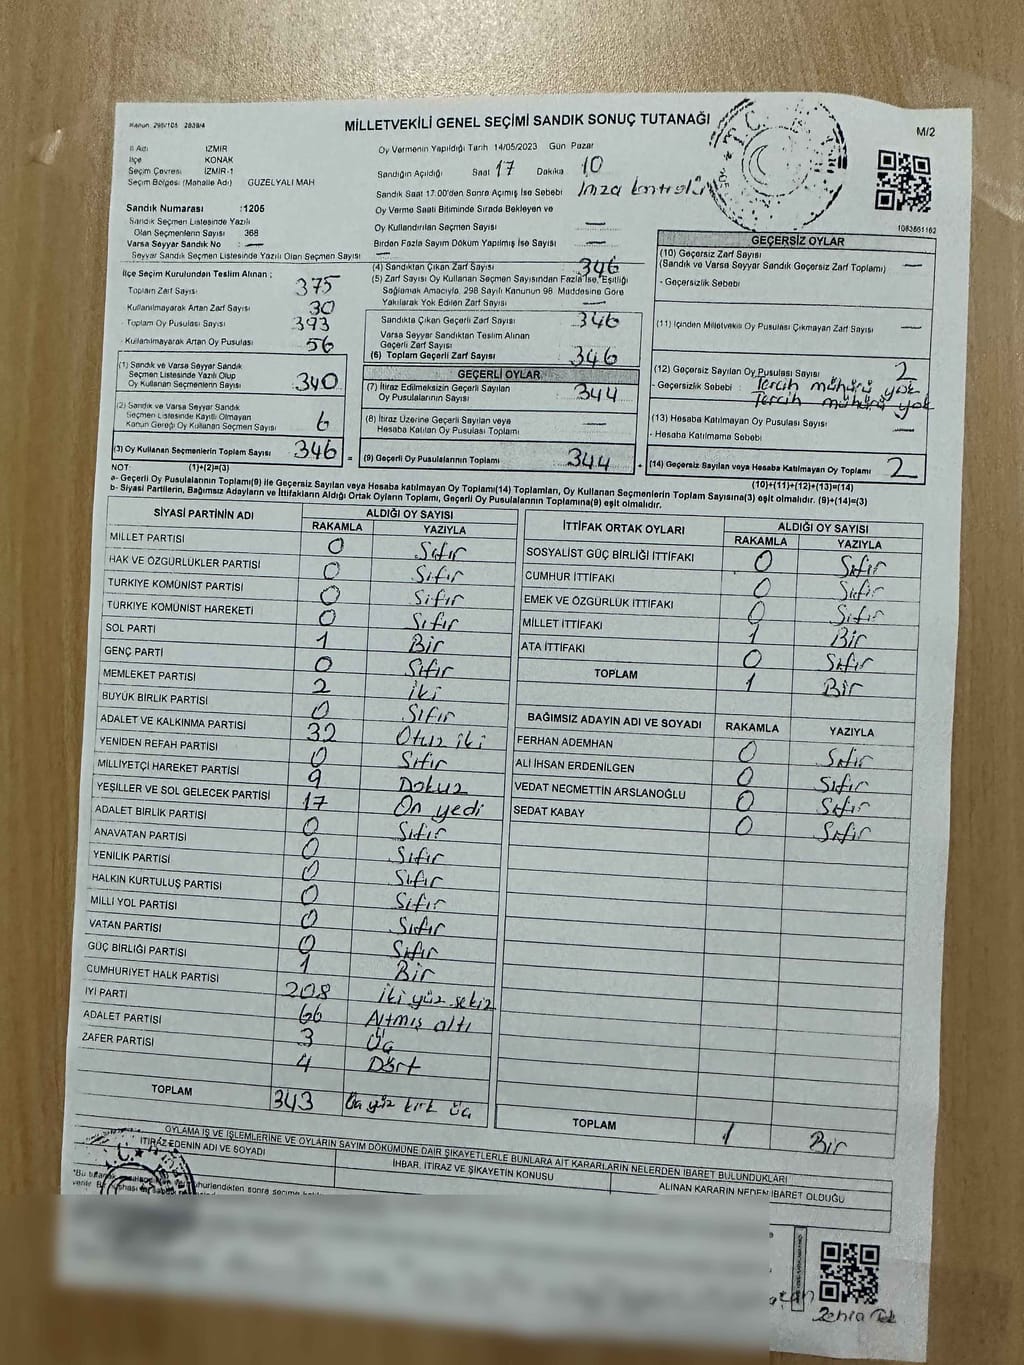 Kanun: 298/105 2839/4
MİLLETVEKİLİ GENEL SEÇİMİ SANDIK SONUÇ TUTANAĞI
M/2
İl Adı İZMİR
İlçe KONAK
Seçim Çevresi İZMİR-1
Seçim Bölgesi (Mahalle Adı) GÜZELYALI MAH
Oy Vermenin Yapıldığı Tarih 14/05/2023 Gün Pazar
Sandığın Açıldığı Saat 17 Dakika 10
Sandık Saat 17.00'den Sonra Açımış İse Sebebi İmza kontrolü
Oy Verme Saati Bitiminde Sırada Bekleyen ve
Oy Kullandırılan Seçmen Sayısı —
Birden Fazla Sayım Döküm Yapılmış İse Sayısı —
T.C.
1083851162
Sandık Numarası :1205
Sandık Seçmen Listesinde Yazılı
Olan Seçmenlerin Sayısı 368
Varsa Seyyar Sandık No : —
Seyyar Sandık Seçmen Listesinde Yazılı Olan Seçmen Sayısı —
İlçe Seçim Kurulundan Teslim Alınan ;
Toplam Zarf Sayısı 375
Kullanılmayarak Artan Zarf Sayısı 30
Toplam Oy Pusulası Sayısı 393
Kullanılmayarak Artan Oy Pusulası 56
(1) Sandık ve Varsa Seyyar Sandık
Seçmen Listesinde Yazılı Olup
Oy Kullanan Seçmenlerin Sayısı 340
(2) Sandık ve Varsa Seyyar Sandık
Seçmen Listesinde Kayıtlı Olmayan
Kanun Gereği Oy Kullanan Seçmen Sayısı 6
(3) Oy Kullanan Seçmenlerin Toplam Sayısı 346
(4) Sandıktan Çıkan Zarf Sayısı 346
(5) Zarf Sayısı Oy Kullanan Seçmen Sayısından Fazla İse, Eşitliği
Sağlamak Amacıyla, 298 Sayılı Kanunun 98. Maddesine Göre
Yakılarak Yok Edilen Zarf Sayısı —
Sandıkta Çıkan Geçerli Zarf Sayısı 346
Varsa Seyyar Sandıktan Teslim Alınan
Geçerli Zarf Sayısı —
(6) Toplam Geçerli Zarf Sayısı 346
GEÇERLİ OYLAR
(7) İtiraz Edilmeksizin Geçerli Sayılan
Oy Pusulalarının Sayısı 344
(8) İtiraz Üzerine Geçerli Sayılan veya
Hesaba Katılan Oy Pusulası Toplamı —
= (9) Geçerli Oy Pusulalarının Toplamı 344
GEÇERSİZ OYLAR
(10) Geçersiz Zarf Sayısı
(Sandık ve Varsa Seyyar Sandık Geçersiz Zarf Toplamı) —
- Geçersizlik Sebebi
(11) İçinden Milletvekili Oy Pusulası Çıkmayan Zarf Sayısı —
(12) Geçersiz Sayılan Oy Pusulası Sayısı 2
- Geçersizlik Sebebi : Tercih mührü yok
Tercih mührü yok
(13) Hesaba Katılmayan Oy Pusulası Sayısı —
- Hesaba Katılmama Sebebi
(14) Geçersiz Sayılan veya Hesaba Katılmayan Oy Toplamı 2
NOT: (1)+(2)=(3) (10)+(11)+(12)+(13)=(14)
a- Geçerli Oy Pusulalarının Toplamı(9) ile Geçersiz Sayılan veya Hesaba katılmayan Oy Toplamı(14) Toplamları, Oy Kullanan Seçmenlerin Toplam Sayısına(3) eşit olmalıdır. (9)+(14)=(3)
b- Siyasi Partilerin, Bağımsız Adayların ve İttifakların Aldığı Ortak Oyların Toplamı, Geçerli Oy Pusulalarının Toplamına(9) eşit olmalıdır.
SİYASİ PARTİNİN ADI ALDIĞI OY SAYISI
RAKAMLA YAZIYLA
MİLLET PARTİSİ 0 Sıfır
HAK VE ÖZGÜRLÜKLER PARTİSİ 0 Sıfır
TÜRKİYE KOMÜNİST PARTİSİ 0 Sıfır
TÜRKİYE KOMÜNİST HAREKETİ 0 Sıfır
SOL PARTİ 1 Bir
GENÇ PARTİ 0 Sıfır
MEMLEKET PARTİSİ 2 İki
BÜYÜK BİRLİK PARTİSİ 0 Sıfır
ADALET VE KALKINMA PARTİSİ 32 Otuz iki
YENİDEN REFAH PARTİSİ 0 Sıfır
MİLLİYETÇİ HAREKET PARTİSİ 9 Dokuz
YEŞİLLER VE SOL GELECEK PARTİSİ 17 On yedi
ADALET BİRLİK PARTİSİ 0 Sıfır
ANAVATAN PARTİSİ 0 Sıfır
YENİLİK PARTİSİ 0 Sıfır
HALKIN KURTULUŞ PARTİSİ 0 Sıfır
MİLLİ YOL PARTİSİ 0 Sıfır
VATAN PARTİSİ 0 Sıfır
GÜÇ BİRLİĞİ PARTİSİ 1 Bir
CUMHURİYET HALK PARTİSİ 208 İki yüz sekiz
İYİ PARTİ 66 Altmış altı
ADALET PARTİSİ 3 Üç
ZAFER PARTİSİ 4 Dört
TOPLAM 343 Üç yüz kırk üç
İTTİFAK ORTAK OYLARI ALDIĞI OY SAYISI
RAKAMLA YAZIYLA
SOSYALİST GÜÇ BİRLİĞİ İTTİFAKI 0 Sıfır
CUMHUR İTTİFAKI 0 Sıfır
EMEK VE ÖZGÜRLÜK İTTİFAKI 0 Sıfır
MİLLET İTTİFAKI 1 Bir
ATA İTTİFAKI 0 Sıfır
TOPLAM 1 Bir
BAĞIMSIZ ADAYIN ADI VE SOYADI RAKAMLA YAZIYLA
FERHAN ADEMHAN 0 Sıfır
ALİ İHSAN ERDENİLGEN 0 Sıfır
VEDAT NECMETTİN ARSLANOĞLU 0 Sıfır
SEDAT KABAY 0 Sıfır
TOPLAM 1 Bir
OYLAMA İŞ VE İŞLEMLERİNE VE OYLARIN SAYIM DÖKÜMÜNE DAİR ŞİKAYETLERLE BUNLARA AİT KARARLARIN NELERDEN İBARET BULUNDUKLARI
İTİRAZ EDENİN ADI VE SOYADI İHBAR, İTİRAZ VE ŞİKAYETİN KONUSU ALINAN KARARIN NEDEN İBARET OLDUĞU
T.C.